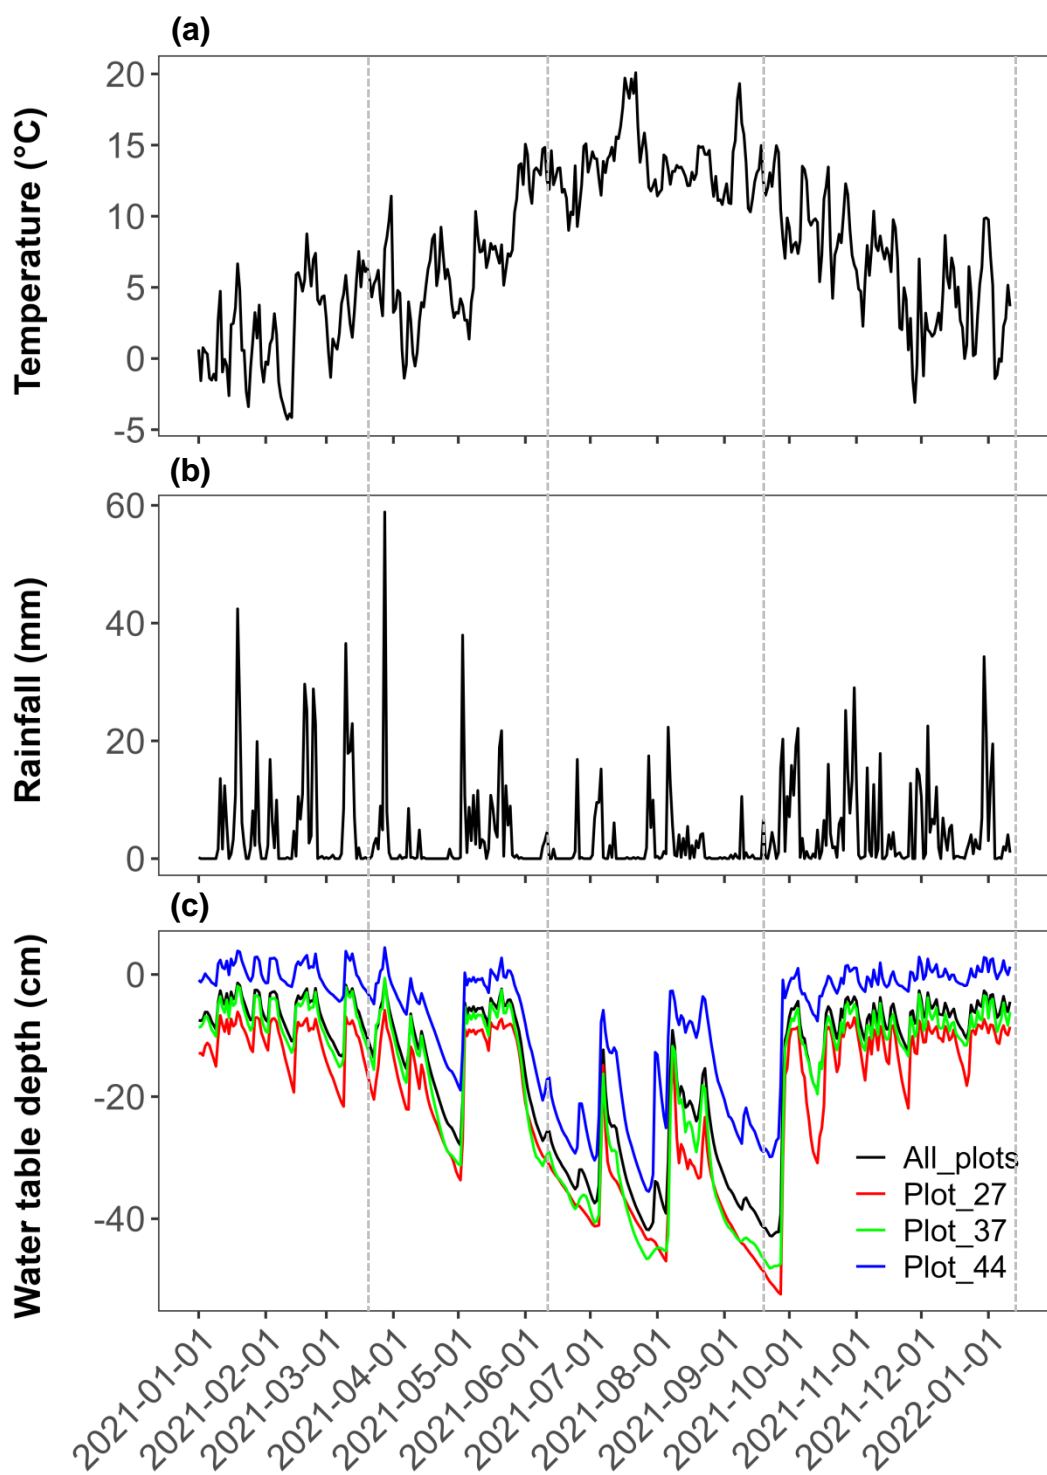 (a)
Temperature (°C)
20
15
10
5
0
-5
(b)
Rainfall (mm)
60
40
20
0
(c)
Water table depth (cm)
0
-20
-40
All_plots
Plot_27
Plot_37
Plot_44
2021-01-01
2021-02-01
2021-03-01
2021-04-01
2021-05-01
2021-06-01
2021-07-01
2021-08-01
2021-09-01
2021-10-01
2021-11-01
2021-12-01
2022-01-01